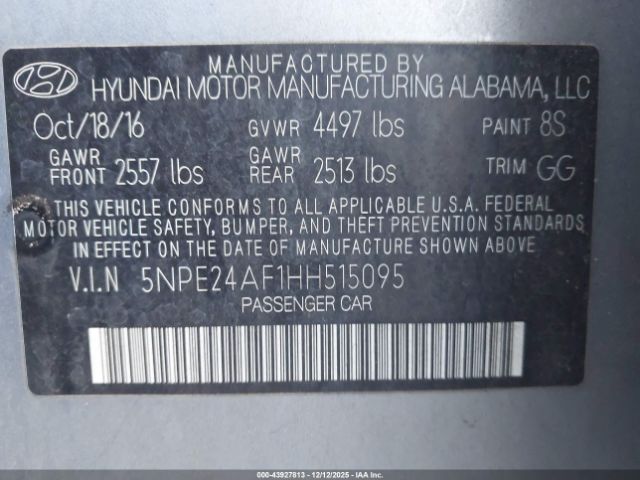 MANUFACTURED BY
HYUNDAI MOTOR MANUFACTURING ALABAMA, LLC
Oct/18/16 GVWR 4497 lbs PAINT 8S
GAWR FRONT 2557 lbs GAWR REAR 2513 lbs TRIM GG
THIS VEHICLE CONFORMS TO ALL APPLICABLE U.S.A. FEDERAL
MOTOR VEHICLE SAFETY, BUMPER, AND THEFT PREVENTION STANDARDS
IN EFFECT ON THE DATE OF MANUFACTURE SHOWN ABOVE.
V.I.N 5NPE24AF1HH515095
PASSENGER CAR
000-43927813 - 12/12/2025 - Copyright © IAA, Inc.